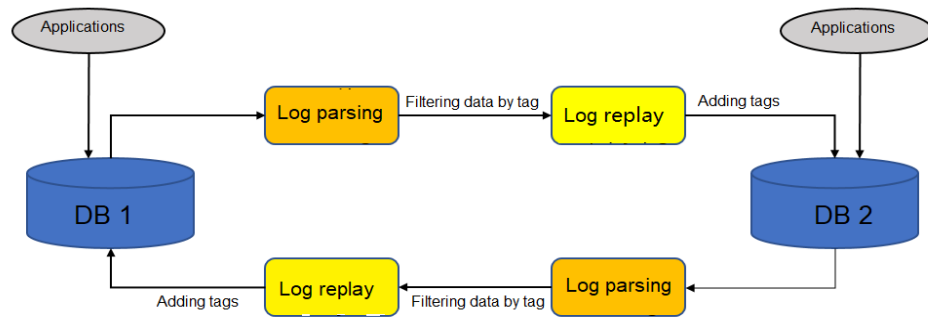 Applications
Applications
Log parsing
Filtering data by tag
Log replay
Adding tags
DB 1
DB 2
Adding tags
Log replay
Filtering data by tag
Log parsing